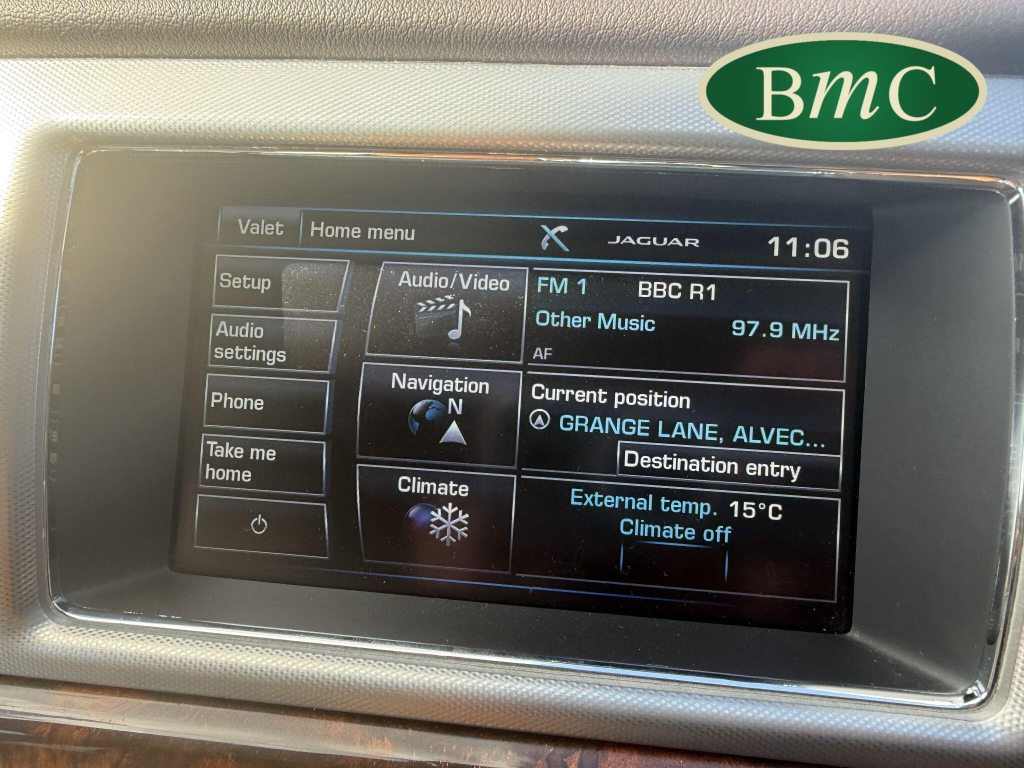 BmC
Valet
Home menu
JAGUAR
11:06
Setup
Audio
settings
Phone
Take me
home
Audio/Video
Navigation
N
Climate
FM 1
BBC R1
Other Music
97.9 MHz
AF
Current position
GRANGE LANE, ALVEC...
Destination entry
External temp. 15°C
Climate off